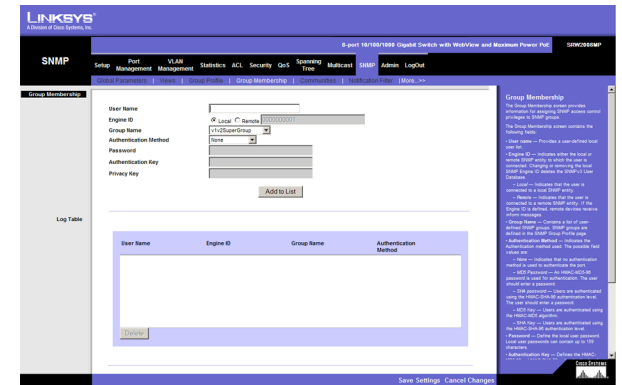 LINKSYS®
A Division of Cisco Systems, Inc.
8-port 10/100/1000 Gigabit Switch with WebView and Maximum Power PoE SRW2008MP
SNMP
Setup Port Management VLAN Management Statistics ACL Security QoS Spanning Tree Multicast SNMP Admin LogOut
Global Parameters | Views | Group Profile | Group Membership | Communities | Notification Filter | More...>>
Group Membership
User Name
Engine ID Local Remote
Group Name v1v2SuperGroup
Authentication Method None
Password
Authentication Key
Privacy Key
Add to List
Log Table
User Name Engine ID Group Name Authentication Method
Delete
Group Membership
The Group Membership screen provides
information for assigning SNMP access control
privileges to SNMP groups.
The Group Membership screen contains the
following fields:
• User name — Provides a user-defined local
user list.
• Engine ID — Indicates either the local or
remote SNMP entity to which the user is
connected. Changing or removing the local
SNMP Engine ID deletes the SNMPv3 User
Database.
– Local — Indicates that the user is
connected to a local SNMP entity.
– Remote — Indicates that the user is
connected to a remote SNMP entity. If the
Engine ID is defined, remote devices receive
inform messages.
• Group Name — Contains a list of user-
defined SNMP groups. SNMP groups are
defined in the SNMP Group Profile page.
• Authentication Method — Indicates the
Authentication method used. The possible field
values are:
– None — Indicates that no authentication
method is used to authenticate the port.
– MD5 Password — An HMAC-MD5-96
password is used for authentication. The user
should enter a password.
– SHA password — Users are authenticated
using the HMAC-SHA-96 authentication level.
The user should enter a password.
– MD5 Key — Users are authenticated using
the HMAC-MD5 algorithm.
– SHA Key — Users are authenticated using
the HMAC-SHA-96 authentication level.
• Password — Define the local user password.
Local user passwords can contain up to 159
characters.
• Authentication Key — Defines the HMAC-
Cisco Systems
Save Settings Cancel Changes